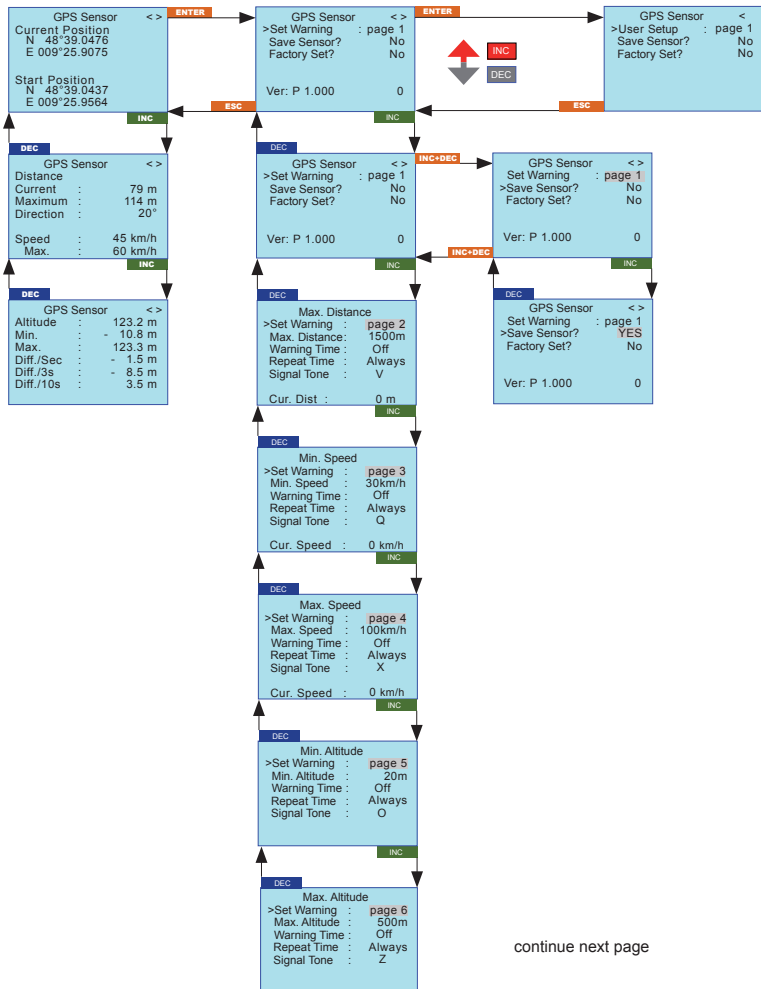 GPS Sensor < >
Current Position
N 48°39.0476
E 009°25.9075
Start Position
N 48°39.0437
E 009°25.9564
ENTER
GPS Sensor < >
>Set Warning : page 1
Save Sensor? No
Factory Set? No
Ver: P 1.000 0
ENTER
INC
DEC
GPS Sensor <
>User Setup : page 1
Save Sensor? No
Factory Set? No
ESC
ESC
INC
INC
DEC
GPS Sensor < >
Distance
Current : 79 m
Maximum : 114 m
Direction : 20°
Speed : 45 km/h
Max. : 60 km/h
INC
DEC
GPS Sensor < >
Altitude : 123.2 m
Min. : - 10.8 m
Max. : 123.3 m
Diff./Sec : - 1.5 m
Diff./3s : - 8.5 m
Diff./10s : 3.5 m
DEC
GPS Sensor < >
>Set Warning : page 1
Save Sensor? No
Factory Set? No
Ver: P 1.000 0
INC
INC+DEC
GPS Sensor < >
Set Warning : page 1
>Save Sensor? No
Factory Set? No
Ver: P 1.000 0
INC+DEC
INC
DEC
GPS Sensor < >
Set Warning : page 1
>Save Sensor? YES
Factory Set? No
Ver: P 1.000 0
DEC
Max. Distance
>Set Warning : page 2
Max. Distance: 1500m
Warning Time : Off
Repeat Time : Always
Signal Tone : V
Cur. Dist : 0 m
INC
DEC
Min. Speed
>Set Warning : page 3
Min. Speed : 30km/h
Warning Time : Off
Repeat Time : Always
Signal Tone : Q
Cur. Speed : 0 km/h
INC
DEC
Max. Speed
>Set Warning : page 4
Max. Speed : 100km/h
Warning Time : Off
Repeat Time : Always
Signal Tone : X
Cur. Speed : 0 km/h
INC
DEC
Min. Altitude
>Set Warning : page 5
Min. Altitude : 20m
Warning Time : Off
Repeat Time : Always
Signal Tone : O
INC
DEC
Max. Altitude
>Set Warning : page 6
Max. Altitude : 500m
Warning Time : Off
Repeat Time : Always
Signal Tone : Z
continue next page